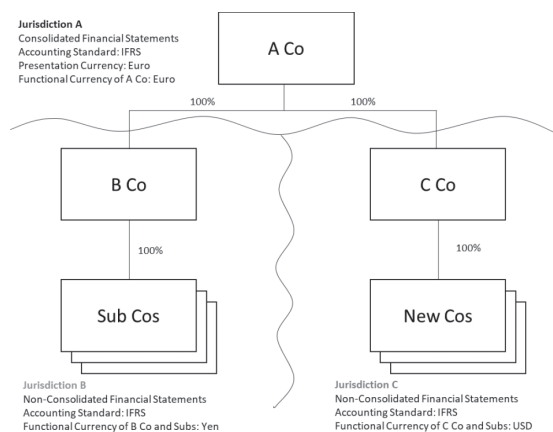 Jurisdiction A
Consolidated Financial Statements
Accounting Standard: IFRS
Presentation Currency: Euro
Functional Currency of A Co: Euro
A Co
100%
100%
B Co
C Co
100%
100%
Sub Cos
New Cos
Jurisdiction B
Non-Consolidated Financial Statements
Accounting Standard: IFRS
Functional Currency of B Co and Subs: Yen
Jurisdiction C
Non-Consolidated Financial Statements
Accounting Standard: IFRS
Functional Currency of C Co and Subs: USD